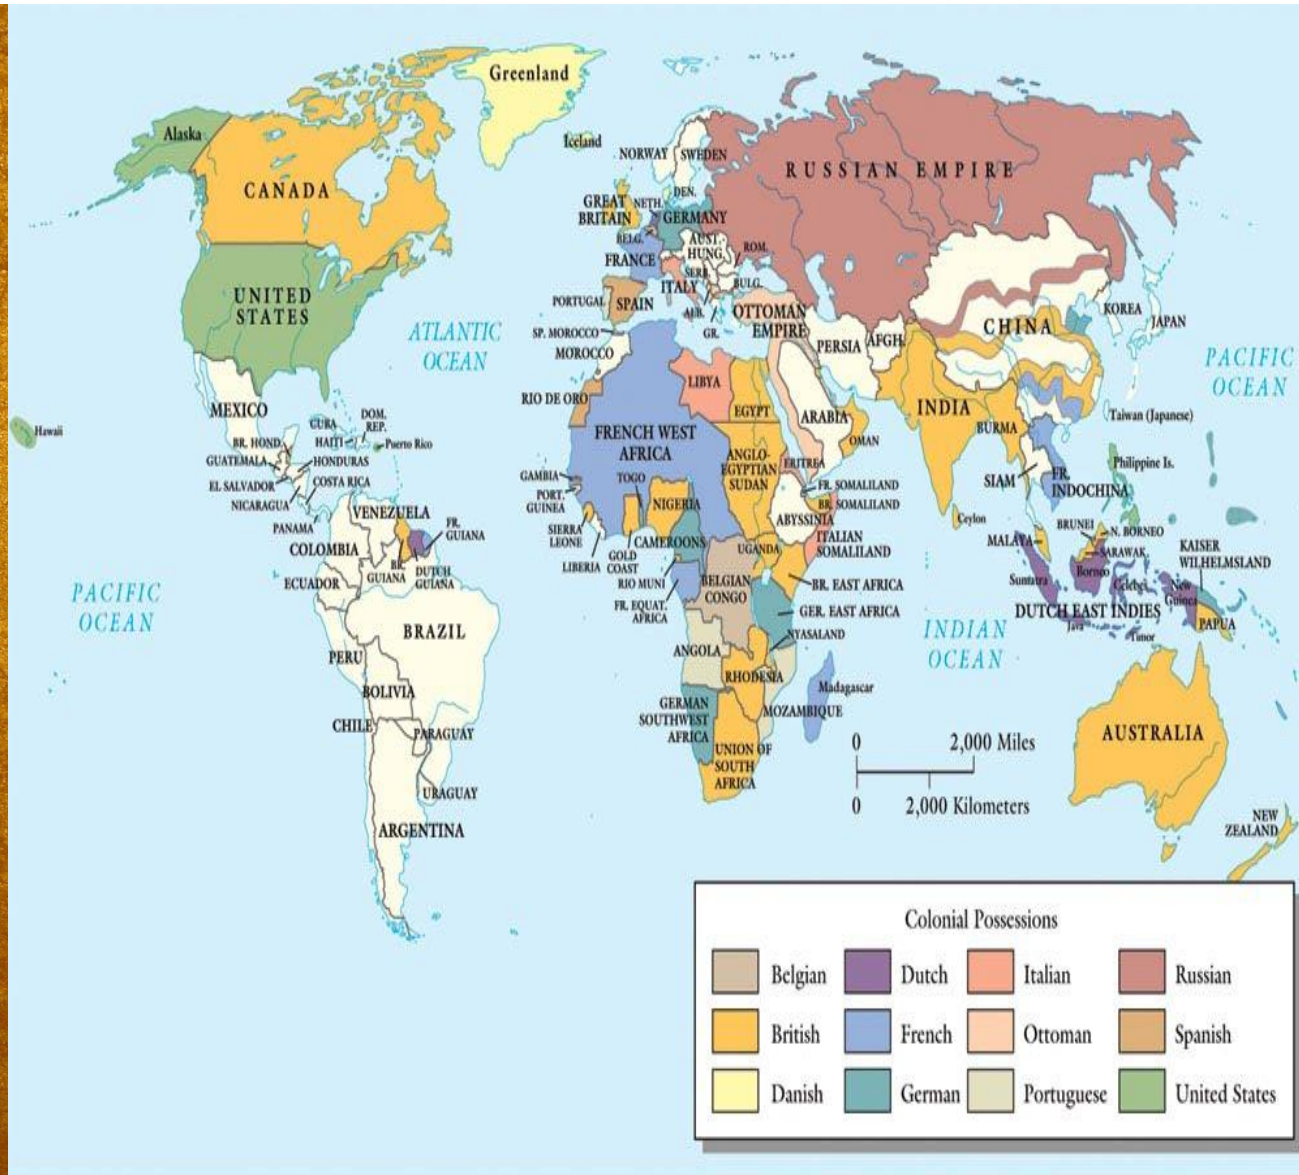 Greenland
Alaska
Iceland
CANADA
NORWAY
SWEDEN
RUSSIAN EMPIRE
DEN.
GREAT
BRITAIN
NETH.
GERMANY
BELG.
AUST.
HUNG.
ROM.
FRANCE
SERB.
ITALY
BULG.
UNITED
STATES
PORTUGAL
SPAIN
ALB.
GR.
OTTOMAN
EMPIRE
ATLANTIC
OCEAN
SP. MOROCCO
MOROCCO
PERSIA
AFGH.
CHINA
KOREA
JAPAN
PACIFIC
OCEAN
MEXICO
LIBYA
EGYPT
RIO DE ORO
ARABIA
INDIA
BURMA
Taiwan (Japanese)
Hawaii
CUBA
DOM.
REP.
HAITI
Puerto Rico
BR. HOND.
GUATEMALA
HONDURAS
EL SALVADOR
COSTA RICA
NICARAGUA
PANAMA
FRENCH WEST
AFRICA
ANGLO-
EGYPTIAN
SUDAN
OMAN
ERITREA
GAMBIA
PORT.
GUINEA
TOGO
NIGERIA
FR. SOMALILAND
BR. SOMALILAND
SIAM
FR.
INDOCHINA
Philippine Is.
VENEZUELA
FR.
GUIANA
COLOMBIA
BR.
GUIANA
DUTCH
GUIANA
ECUADOR
SIERRA
LEONE
LIBERIA
GOLD
COAST
CAMEROONS
RIO MUNI
FR. EQUAT.
AFRICA
ABYSSINIA
ITALIAN
SOMALILAND
UGANDA
BELGIAN
CONGO
BR. EAST AFRICA
GER. EAST AFRICA
Ceylon
BRUNEI
N. BORNEO
MALAYA
SARAWAK
KAISER
WILHELMSLAND
Sumatra
Borneo
Celebes
New
Guinea
DUTCH EAST INDIES
PAPUA
Java
Timor
PACIFIC
OCEAN
BRAZIL
PERU
BOLIVIA
CHILE
PARAGUAY
URAGUAY
ARGENTINA
ANGOLA
NYASALAND
RHODESIA
Madagascar
MOZAMBIQUE
GERMAN
SOUTHWEST
AFRICA
UNION OF
SOUTH
AFRICA
INDIAN
OCEAN
AUSTRALIA
NEW
ZEALAND
0 2,000 Miles
0 2,000 Kilometers
Colonial Possessions
Belgian Dutch Italian Russian
British French Ottoman Spanish
Danish German Portuguese United States